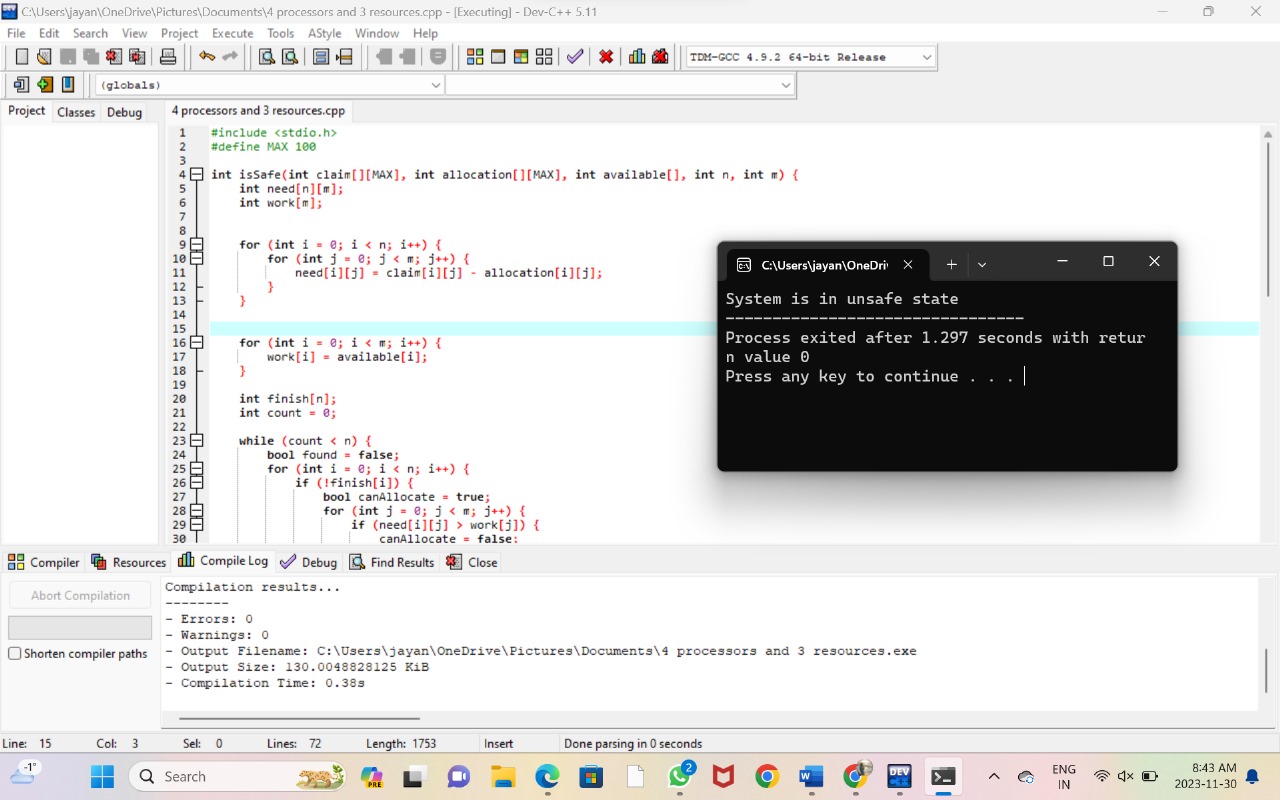 C:\Users\jayan\OneDrive\Pictures\Documents\4 processors and 3 resources.cpp - [Executing] - Dev-C++ 5.11
File Edit Search View Project Execute Tools AStyle Window Help
TDM-GCC 4.9.2 64-bit Release
(globals)
Project Classes Debug 4 processors and 3 resources.cpp
1 #include <stdio.h>
2 #define MAX 100
3
4 int isSafe(int claim[][MAX], int allocation[][MAX], int available[], int n, int m) {
5 int need[n][m];
6 int work[m];
7
8
9 for (int i = 0; i < n; i++) {
10 for (int j = 0; j < m; j++) {
11 need[i][j] = claim[i][j] - allocation[i][j];
12 }
13 }
14
15
16 for (int i = 0; i < m; i++) {
17 work[i] = available[i];
18 }
19
20 int finish[n];
21 int count = 0;
22
23 while (count < n) {
24 bool found = false;
25 for (int i = 0; i < n; i++) {
26 if (!finish[i]) {
27 bool canAllocate = true;
28 for (int j = 0; j < m; j++) {
29 if (need[i][j] > work[j]) {
30 canAllocate = false;
C:\Users\jayan\OneDri
System is in unsafe state
--------------------------------
Process exited after 1.297 seconds with retur
n value 0
Press any key to continue . . .
Compiler Resources Compile Log Debug Find Results Close
Abort Compilation
Shorten compiler paths
Compilation results...
--------
- Errors: 0
- Warnings: 0
- Output Filename: C:\Users\jayan\OneDrive\Pictures\Documents\4 processors and 3 resources.exe
- Output Size: 130.0048828125 KiB
- Compilation Time: 0.38s
Line: 15 Col: 3 Sel: 0 Lines: 72 Length: 1753 Insert Done parsing in 0 seconds
-1°
Search
PRE
2
DEV
ENG
IN
8:43 AM
2023-11-30